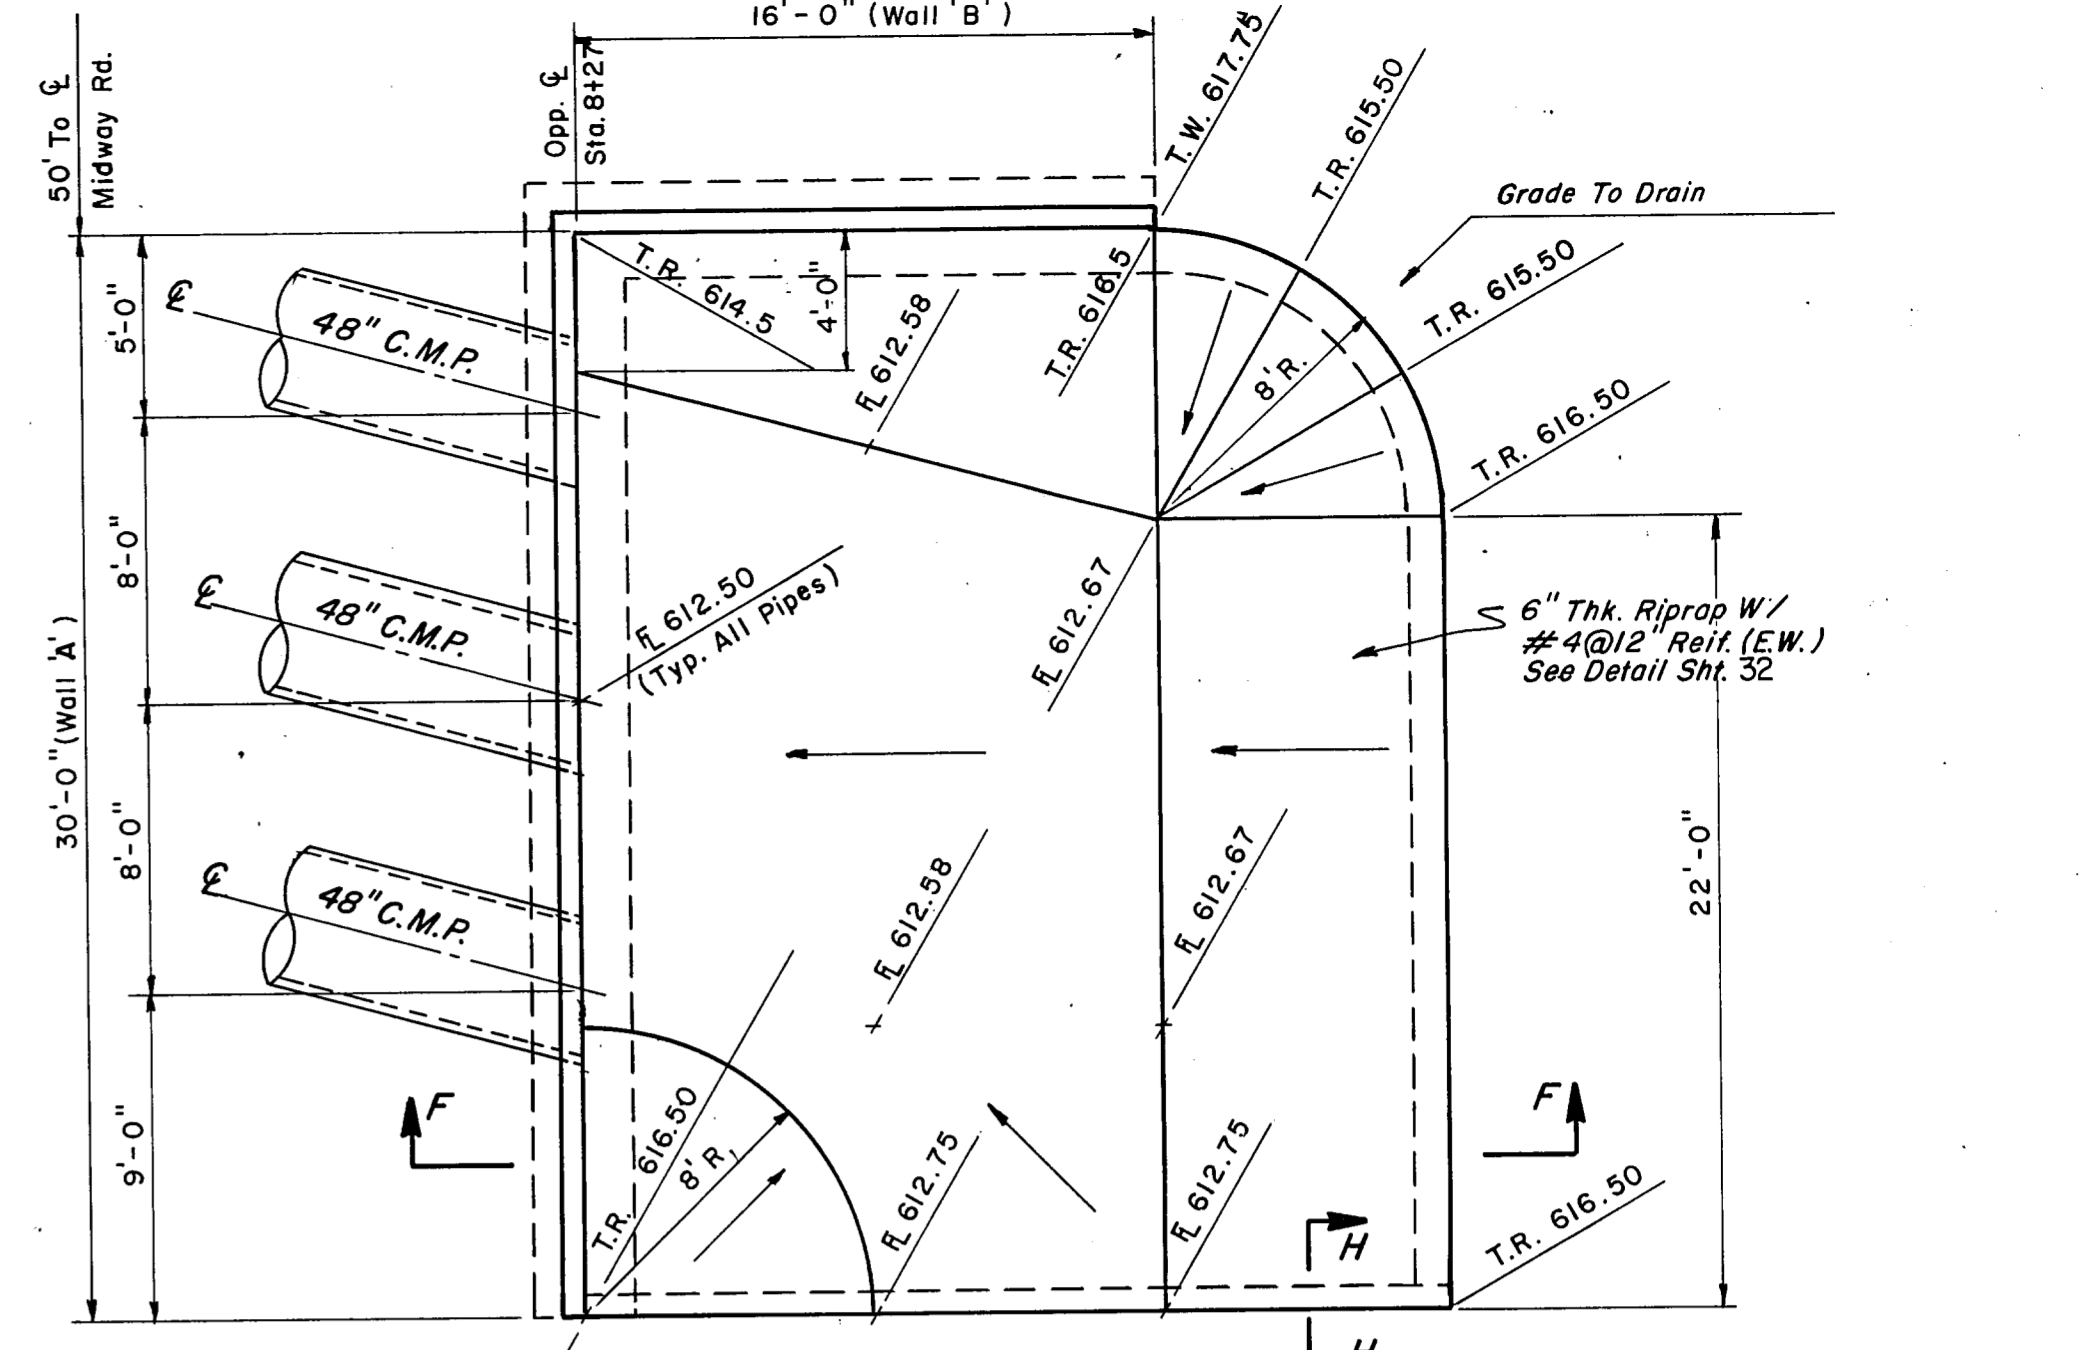 16'-0" (Wall 'B')
50' To ℄
Midway Rd.
Opp. ℄
Sta. 8+27
T.W. 617.75
T.R. 615.50
Grade To Drain
T.R. 615.50
T.R. 616.50
T.R. 614.5
4'-0"
T.R. 616.5
8'R.
FL 612.58
5'-0"
℄
48" C.M.P.
8'-0"
℄
48" C.M.P.
FL 612.50
(Typ. All Pipes)
FL 612.67
6" Thk. Riprap W/
#4@12" Reif. (E.W.)
See Detail Sht. 32
30'-0" (Wall 'A')
8'-0"
℄
48" C.M.P.
FL 612.58
FL 612.67
22'-0"
F
F
9'-0"
T.R. 616.50
8' R,
FL 612.75
FL 612.75
H
T.R. 616.50